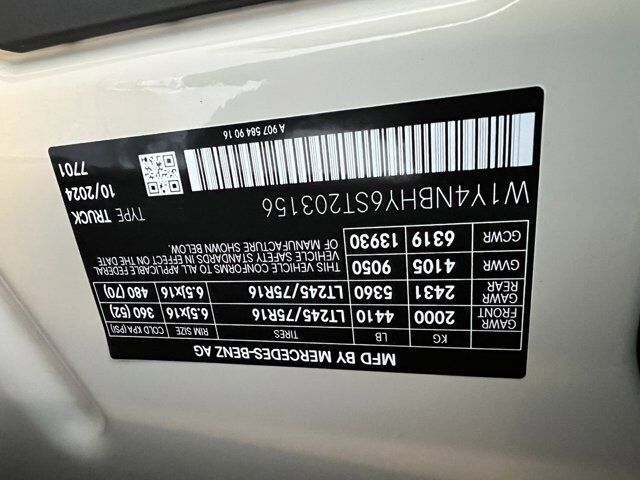 MFD BY MERCEDES-BENZ AG
KG LB TIRES RIM SIZE COLD KPA (PSI)
GAWR FRONT 2000 4410 LT245/75R16 6.5Jx16 360 (52)
GAWR REAR 2431 5360 LT245/75R16 6.5Jx16 480 (70)
GVWR 4105 9050
GCWR 6319 13930
THIS VEHICLE CONFORMS TO ALL APPLICABLE FEDERAL
VEHICLE SAFETY STANDARDS IN EFFECT ON THE DATE
OF MANUFACTURE SHOWN BELOW.
W1Y4NBHY6ST203156
TYPE: TRUCK
10/2024
7701
A 907 584 90 16